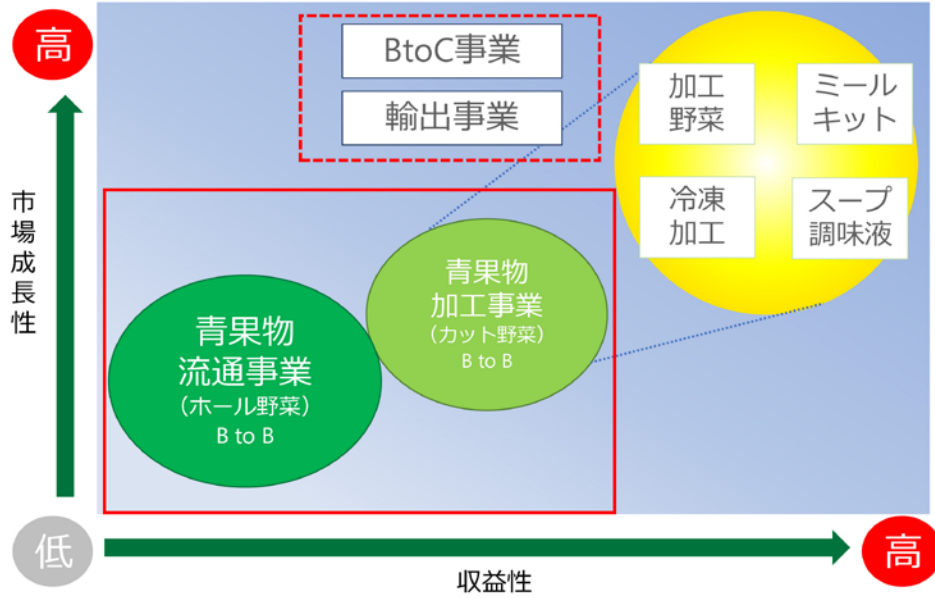 高
BtoC事業
輸出事業
加工
野菜
ミール
キット
冷凍
加工
スープ
調味液
市場成長性
青果物
加工事業
（カット野菜）
B to B
青果物
流通事業
（ホール野菜）
B to B
低
収益性
高